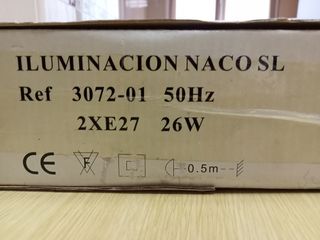 ILUMINACION NACO SL
Ref 3072-01 50Hz
2XE27 26W
CE F 0.5m